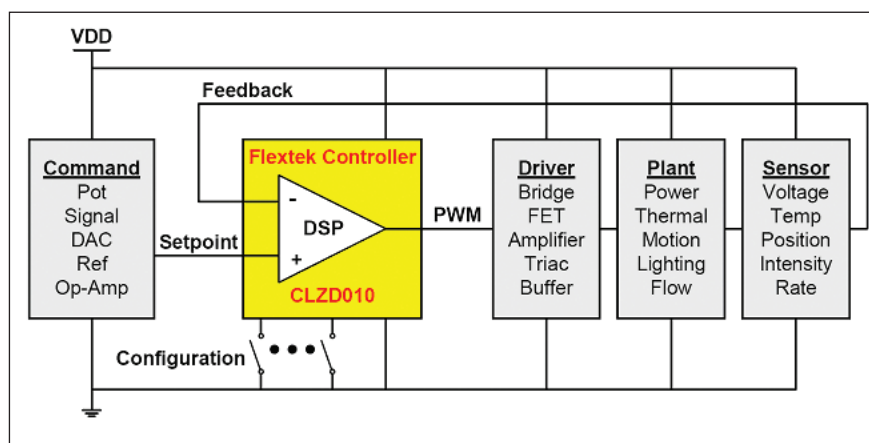 VDD
Feedback
Command
Pot
Signal
DAC
Ref
Op-Amp
Setpoint
Flextek Controller
-
DSP
+
CLZD010
PWM
Driver
Bridge
FET
Amplifier
Triac
Buffer
Plant
Power
Thermal
Motion
Lighting
Flow
Sensor
Voltage
Temp
Position
Intensity
Rate
Configuration